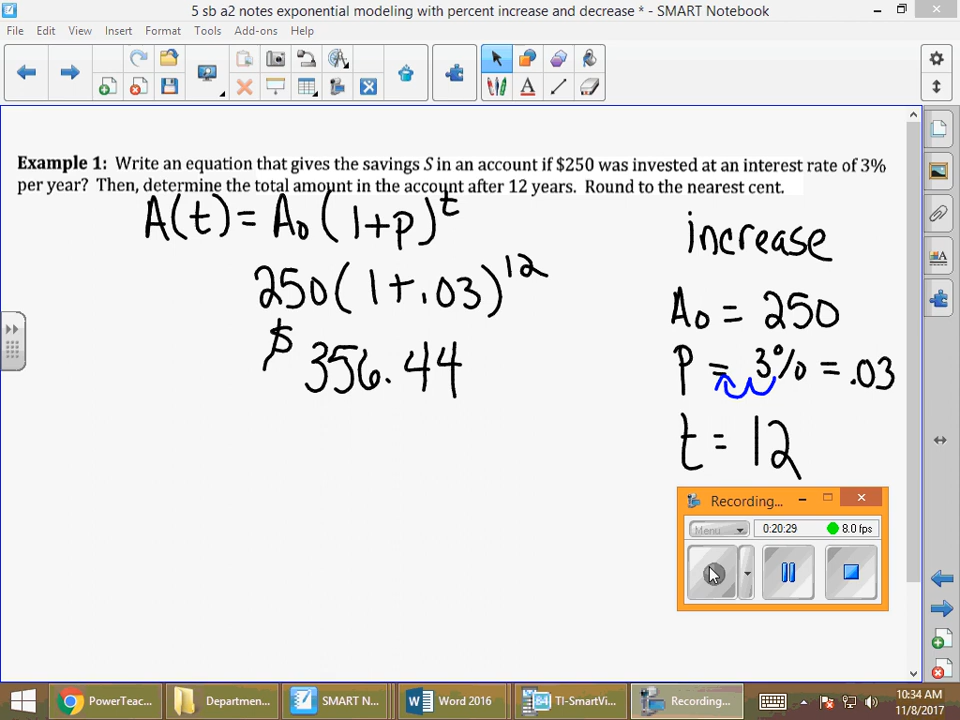 5 sb a2 notes exponential modeling with percent increase and decrease * - SMART Notebook
File Edit View Insert Format Tools Add-ons Help
Example 1: Write an equation that gives the savings S in an account if $250 was invested at an interest rate of 3%
per year? Then, determine the total amount in the account after 12 years. Round to the nearest cent.
A(t) = A₀ (1+p)^t
250(1+.03)^12
$356.44
increase
A₀ = 250
P = 3% = .03
t = 12
Recording...
Menu 0:20:29 8.0 fps
PowerTeac... Departmen... SMART N... Word 2016 TI-SmartVi... Recording... 10:34 AM
11/8/2017